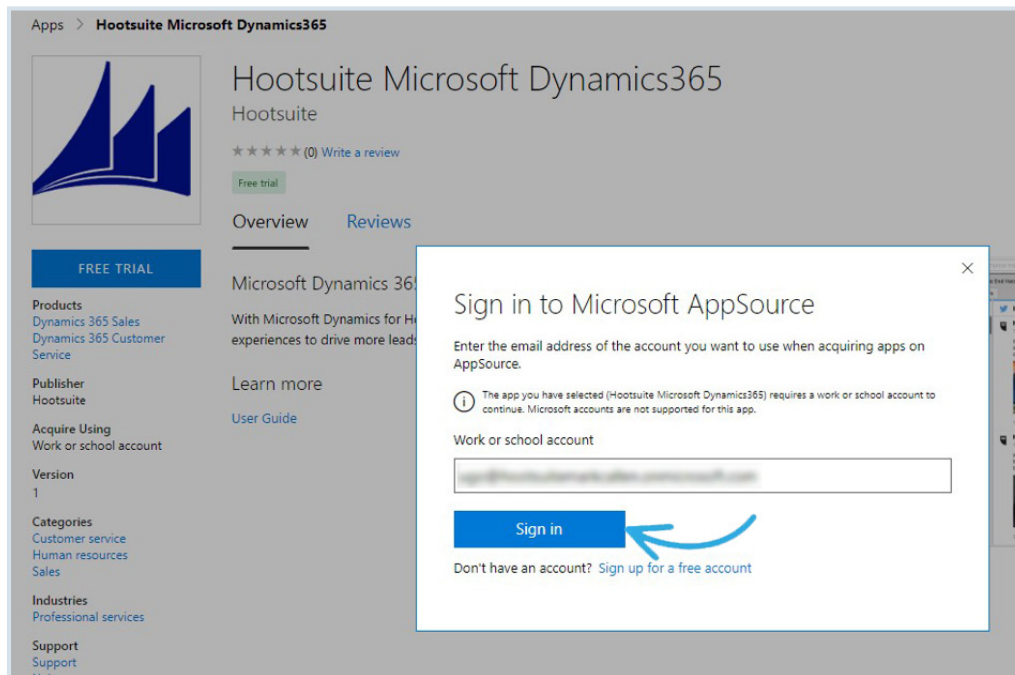 Apps > Hootsuite Microsoft Dynamics365
Hootsuite Microsoft Dynamics365
Hootsuite
(0) Write a review
Free trial
Overview Reviews
FREE TRIAL
Products
Dynamics 365 Sales
Dynamics 365 Customer
Service
Publisher
Hootsuite
Acquire Using
Work or school account
Version
1
Categories
Customer service
Human resources
Sales
Industries
Professional services
Support
Support
Microsoft Dynamics 365
With Microsoft Dynamics for
experiences to drive more
Learn more
User Guide
Sign in to Microsoft AppSource
Enter the email address of the account you want to use when acquiring apps on
AppSource.
The app you have selected (Hootsuite Microsoft Dynamics365) requires a work or school account to
continue. Microsoft accounts are not supported for this app.
Work or school account
Sign in
Don't have an account? Sign up for a free account